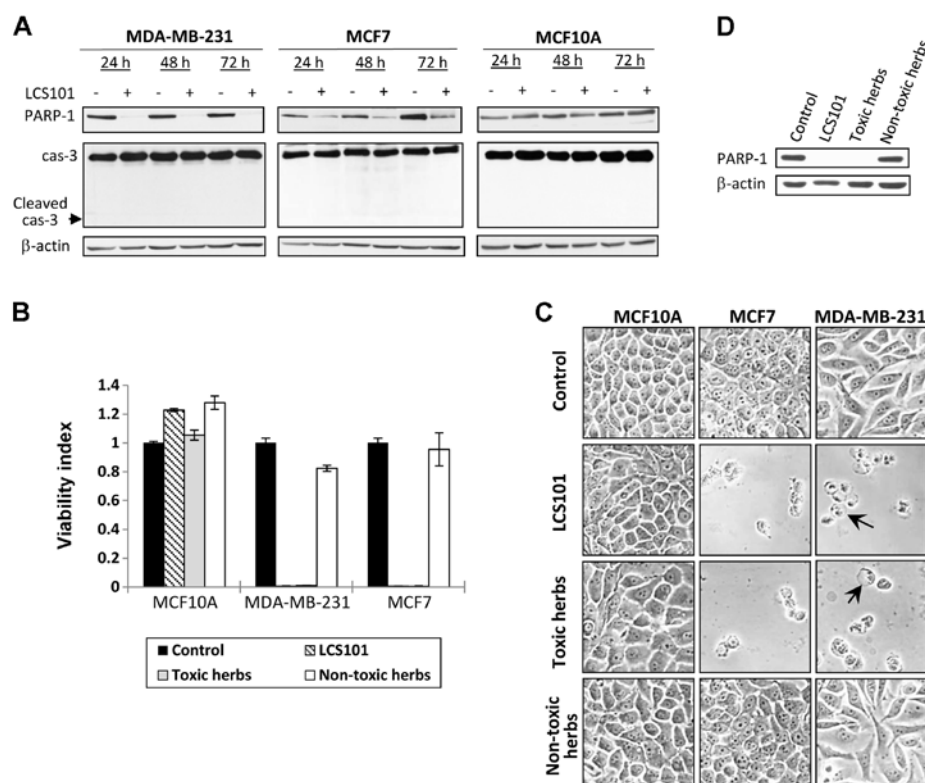 A
MDA-MB-231 MCF7 MCF10A
24 h 48 h 72 h 24 h 48 h 72 h 24 h 48 h 72 h
LCS101 - + - + - + - + - + - + - + - + - +
PARP-1
cas-3
Cleaved
cas-3
β-actin
D
Control LCS101 Toxic herbs Non-toxic herbs
PARP-1
β-actin
B
Viability index
1.4
1.2
1
0.8
0.6
0.4
0.2
0
MCF10A MDA-MB-231 MCF7
Control LCS101
Toxic herbs Non-toxic herbs
C
MCF10A MCF7 MDA-MB-231
Control
LCS101
Toxic herbs
Non-toxic
herbs